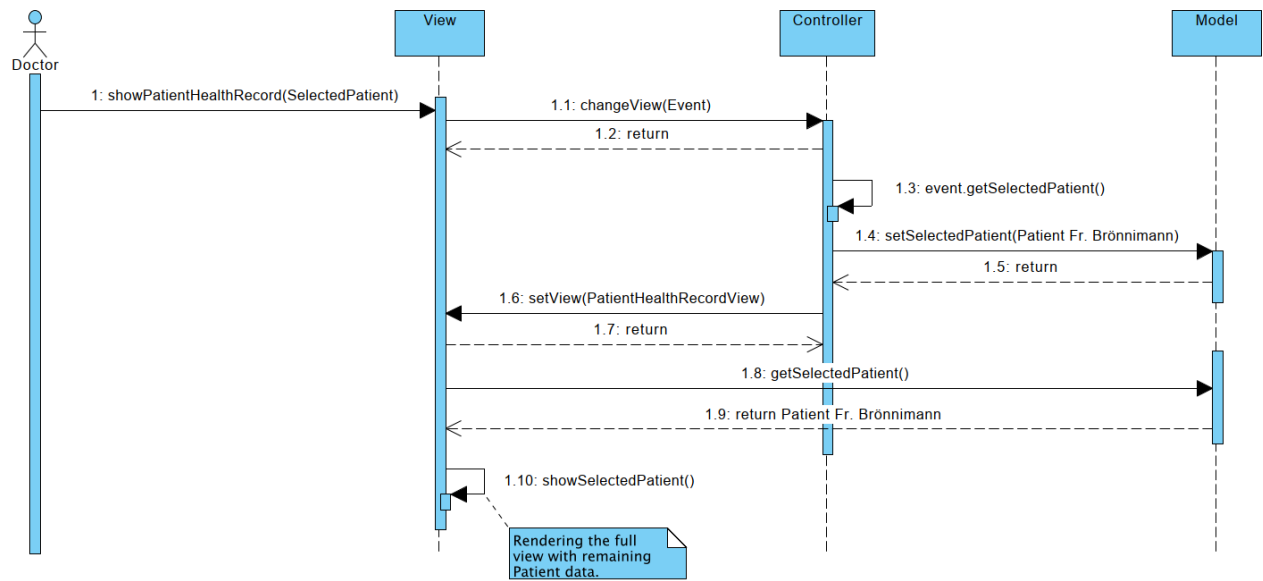 View
Controller
Model
Doctor
1: showPatientHealthRecord(SelectedPatient)
1.1: changeView(Event)
1.2: return
1.3: event.getSelectedPatient()
1.4: setSelectedPatient(Patient Fr. Brönnimann)
1.5: return
1.6: setView(PatientHealthRecordView)
1.7: return
1.8: getSelectedPatient()
1.9: return Patient Fr. Brönnimann
1.10: showSelectedPatient()
Rendering the full
view with remaining
Patient data.